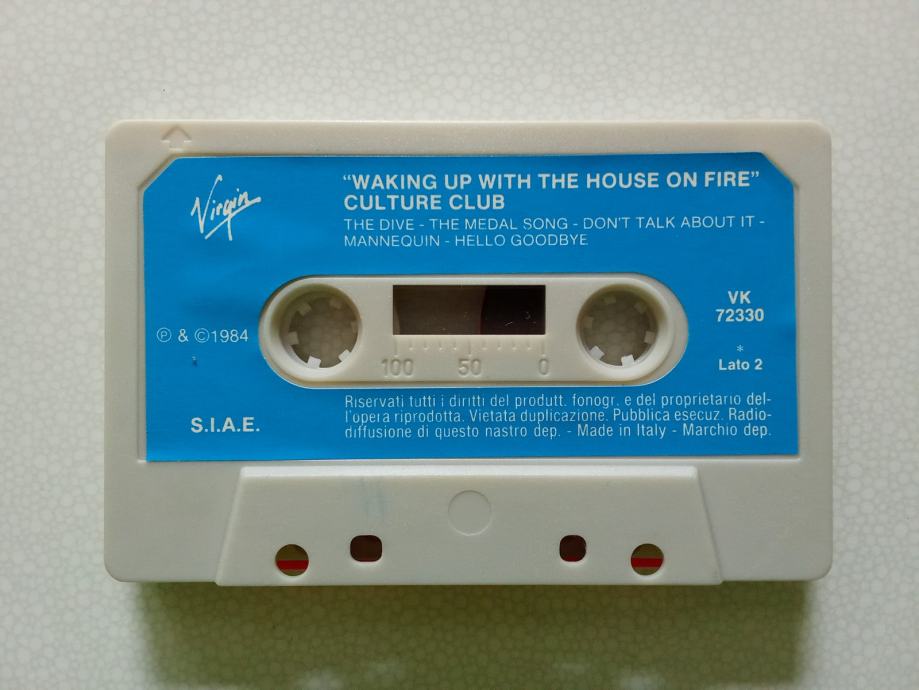 Virgin
"WAKING UP WITH THE HOUSE ON FIRE"
CULTURE CLUB
THE DIVE - THE MEDAL SONG - DON'T TALK ABOUT IT -
MANNEQUIN - HELLO GOODBYE
VK
72330
Ⓟ & ©1984
*
Lato 2
100 50 0
S.I.A.E.
Riservati tutti i diritti del produtt. fonogr. e del proprietario del-
l'opera riprodotta. Vietata duplicazione. Pubblica esecuz. Radio-
diffusione di questo nastro dep. - Made in Italy - Marchio dep.